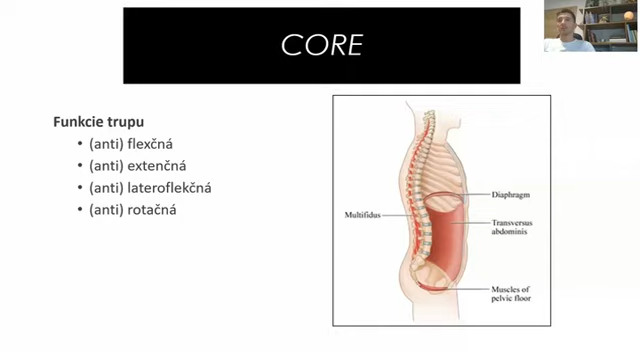 CORE
Funkcie trupu
• (anti) flexčná
• (anti) extenčná
• (anti) lateroflekčná
• (anti) rotačná
Diaphragm
Multifidus
Transversus
abdominis
Muscles of
pelvic floor